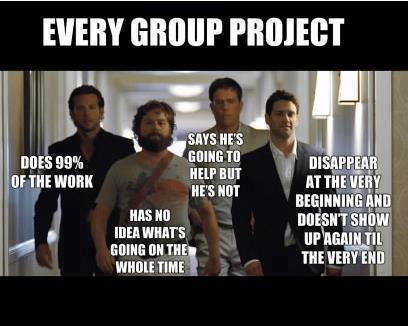 EVERY GROUP PROJECT
DOES 99%
OF THE WORK
HAS NO
IDEA WHAT'S
GOING ON THE
WHOLE TIME
SAYS HE'S
GOING TO
HELP BUT
HE'S NOT
DISAPPEAR
AT THE VERY
BEGINNING AND
DOESN'T SHOW
UP AGAIN TIL
THE VERY END